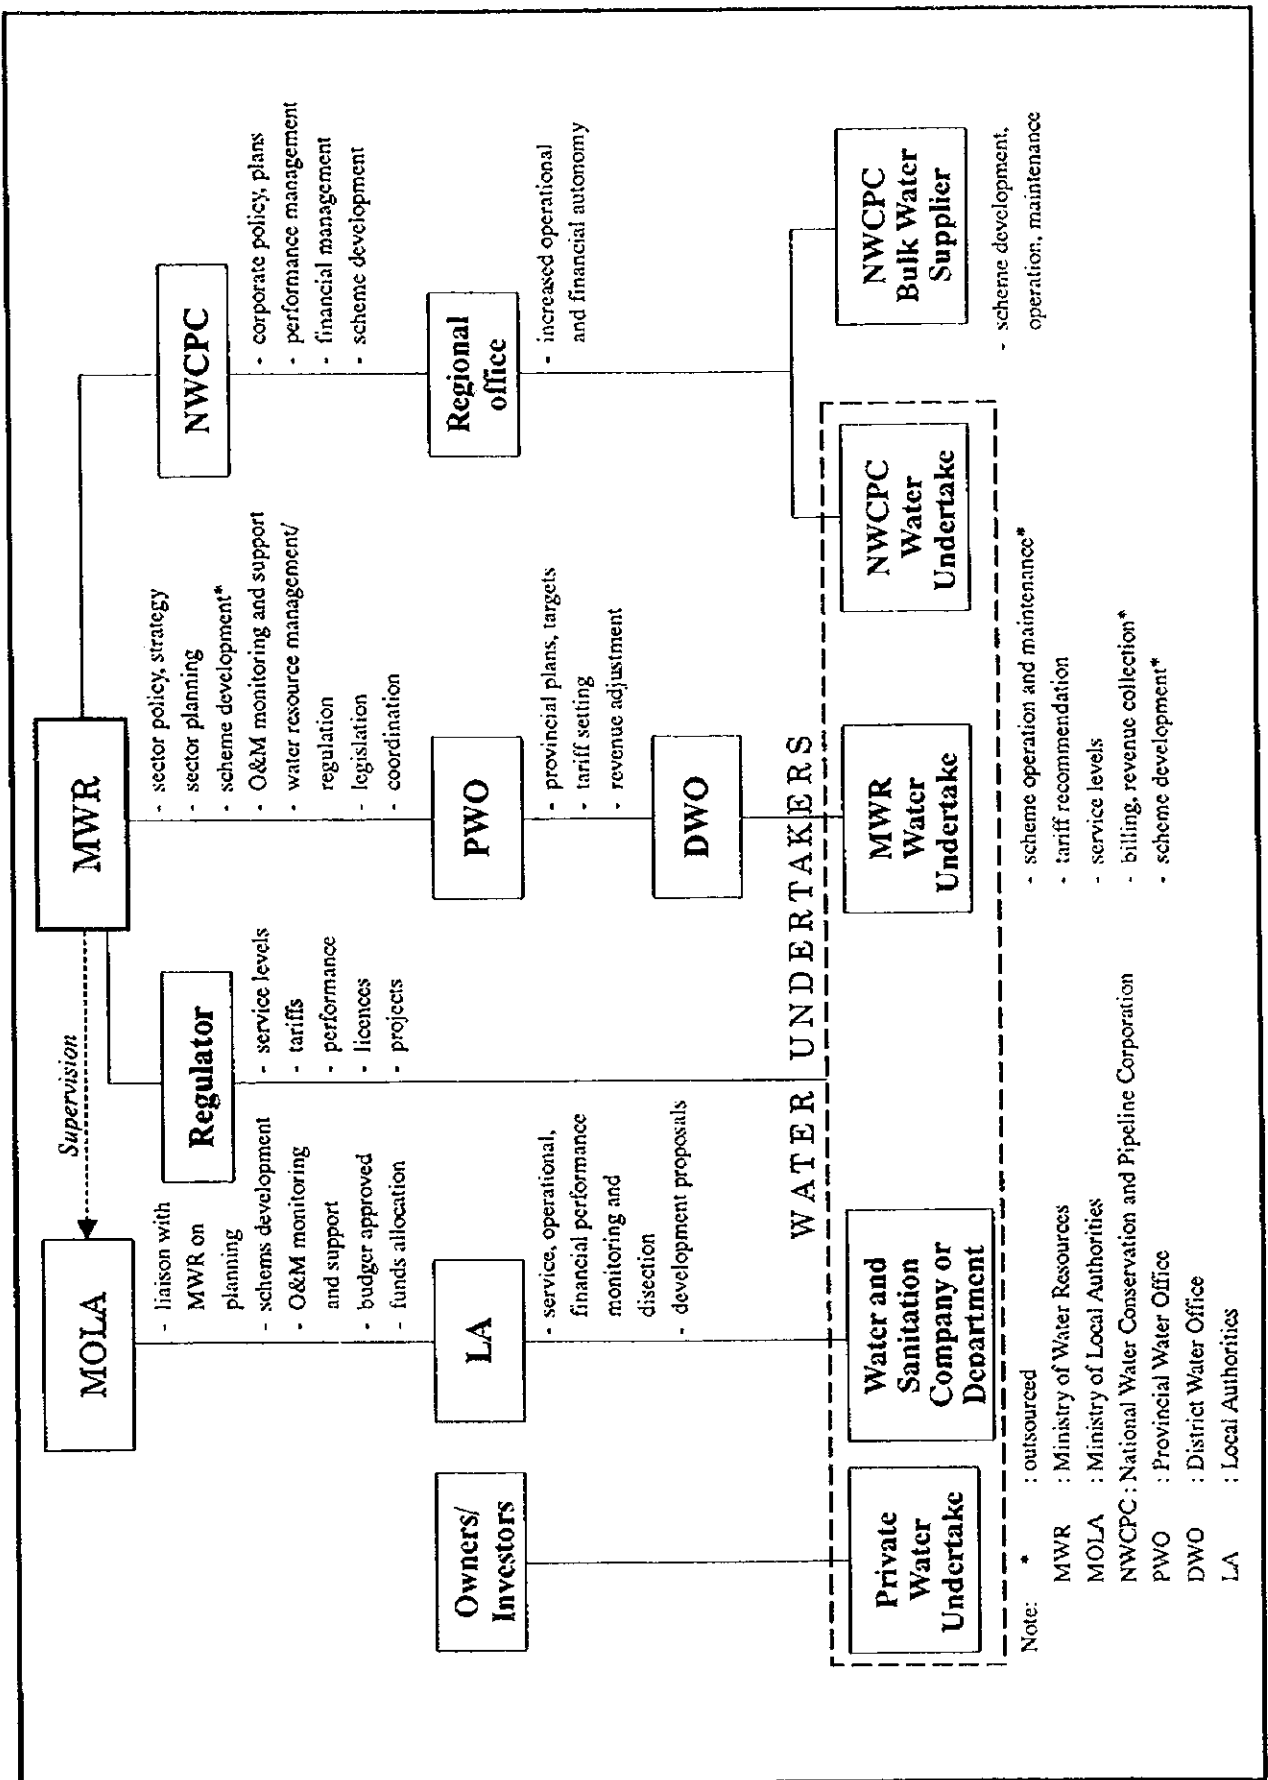 MOLA
Supervision
MWR
- liaison with
MWR on
planning
- schems development
- O&M monitoring
and support
- budger approved
- funds allocation
Regulator
- service levels
- tariffs
- performance
- licences
- projects
- sector policy, strategy
- sector planning
- scheme development*
- O&M monitoring and support
- water resource management/
regulation
- legislation
- coordination
NWCPC
- corporate policy, plans
- performance management
- financial management
- scheme development
Owners/
Investors
LA
- service, operational,
financial performance
monitoring and
disection
- development proposals
PWO
- provincial plans, targets
- tariff setting
- revenue adjustment
DWO
Regional
office
- increased operational
and financial autonomy
WATER UNDERTAKERS
Private
Water
Undertake
Water and
Sanitation
Company or
Department
MWR
Water
Undertake
NWCPC
Water
Undertake
NWCPC
Bulk Water
Supplier
- scheme operation and maintenance*
- tariff recommendation
- service levels
- billing, revenue collection*
- scheme development*
- scheme development,
operation, maintenance
Note: * : outsourced
MWR : Ministry of Water Resources
MOLA : Ministry of Local Authorities
NWCPC : National Water Conservation and Pipeline Corporation
PWO : Provincial Water Office
DWO : District Water Office
LA : Local Authorities